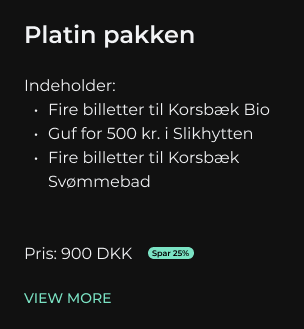 Platin pakken
Indeholder:
• Fire billetter til Korsbæk Bio
• Guf for 500 kr. i Slikhytten
• Fire billetter til Korsbæk
Svømmebad
Pris: 900 DKK Spar 25%
VIEW MORE